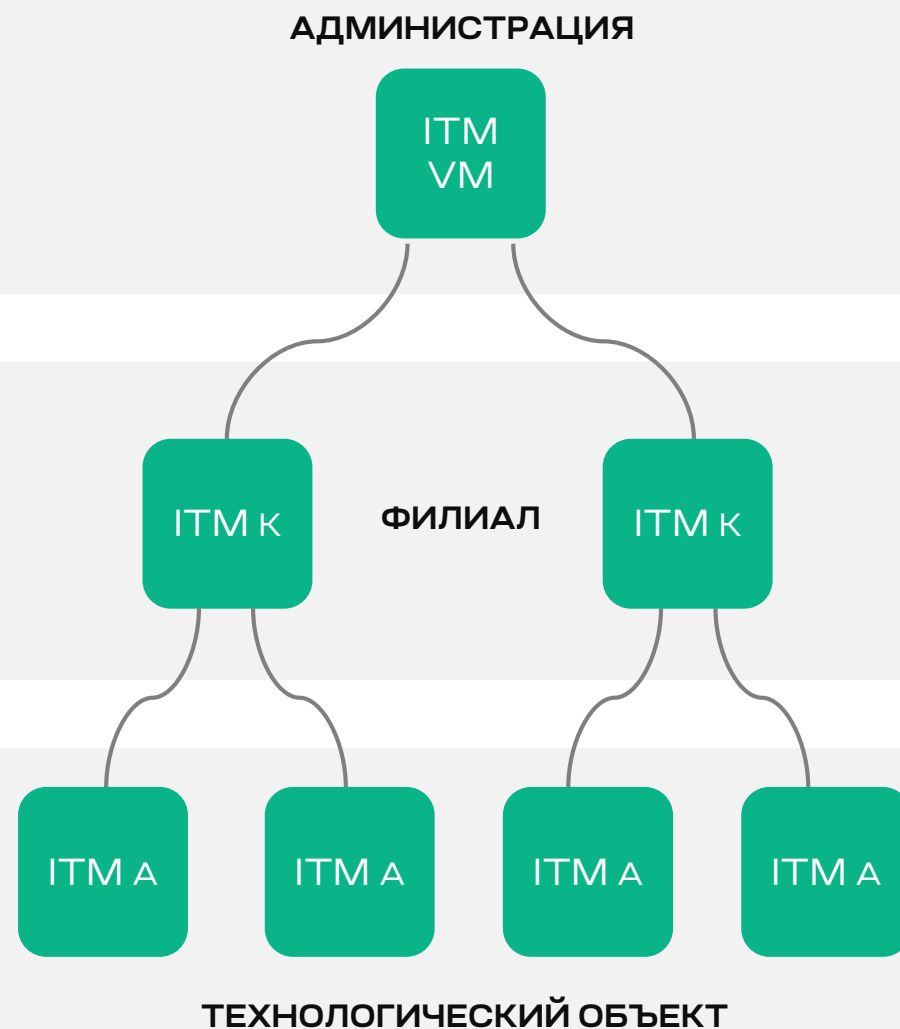 АДМИНИСТРАЦИЯ
ITM
VM
ITM K
ФИЛИАЛ
ITM K
ITM A
ITM A
ITM A
ITM A
ТЕХНОЛОГИЧЕСКИЙ ОБЪЕКТ